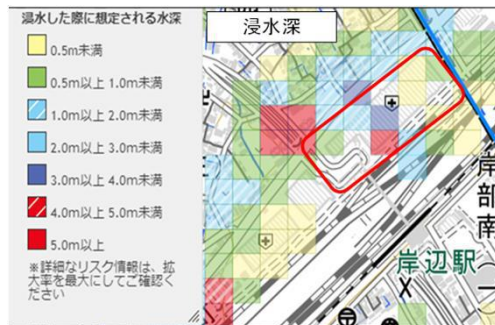 浸水した際に想定される水深
0.5m未満
0.5m以上 1.0m未満
1.0m以上 2.0m未満
2.0m以上 3.0m未満
3.0m以上 4.0m未満
4.0m以上 5.0m未満
5.0m以上
※詳細なリスク情報は、拡
大率を最大にしてご確認く
ださい
浸水深
岸部南
(一)
岸辺駅